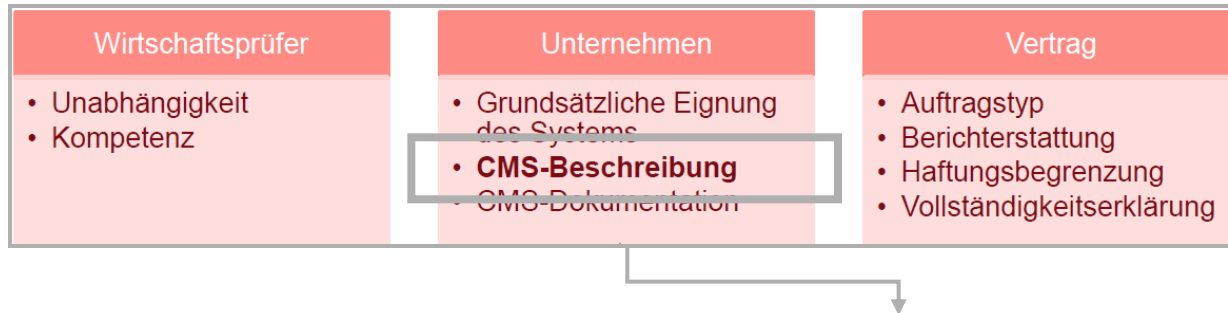 Wirtschaftsprüfer
• Unabhängigkeit
• Kompetenz
Unternehmen
• Grundsätzliche Eignung
des Systems
• CMS-Beschreibung
• CMS-Dokumentation
Vertrag
• Auftragstyp
• Berichterstattung
• Haftungsbegrenzung
• Vollständigkeitserklärung